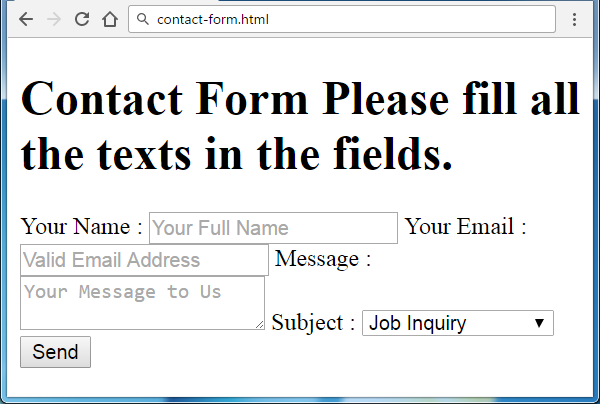 contact-form.html
Contact Form Please fill all
the texts in the fields.
Your Name : Your Full Name Your Email :
Valid Email Address Message :
Your Message to Us Subject : Job Inquiry
Send